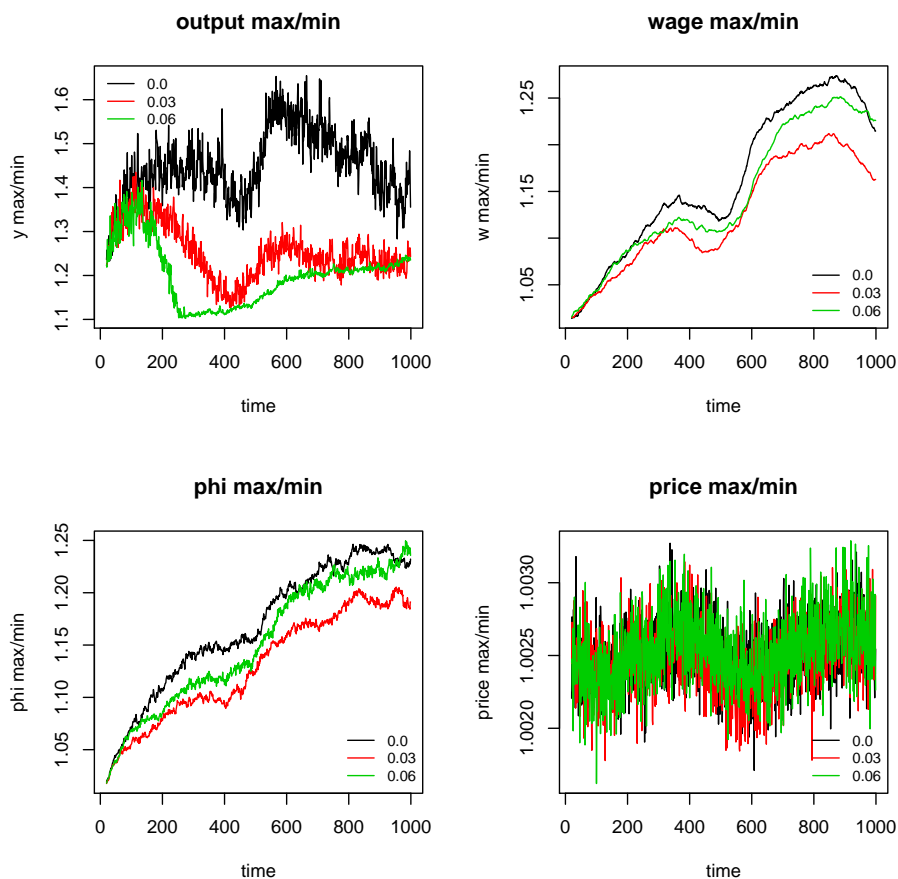 output max/min
y max/min
1.1 1.2 1.3 1.4 1.5 1.6
0.0
0.03
0.06
0 200 400 600 800 1000
time
wage max/min
w max/min
1.05 1.15 1.25
0.0
0.03
0.06
0 200 400 600 800 1000
time
phi max/min
phi max/min
1.05 1.10 1.15 1.20 1.25
0.0
0.03
0.06
0 200 400 600 800 1000
time
price max/min
price max/min
1.0020 1.0025 1.0030
0.0
0.03
0.06
0 200 400 600 800 1000
time